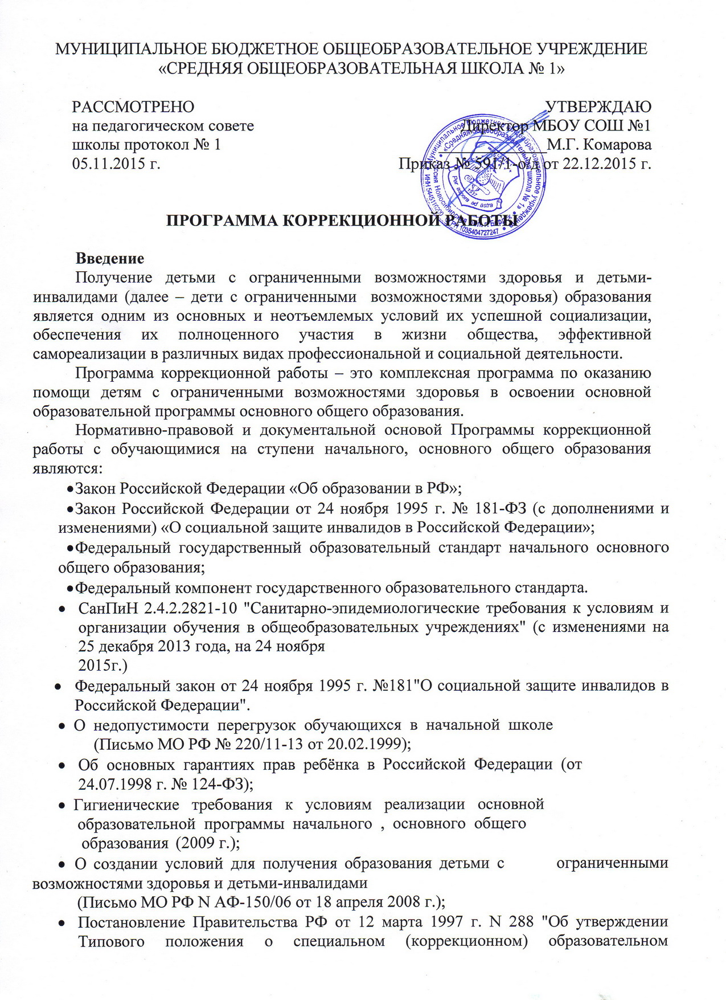 МУНИЦИПАЛЬНОЕ БЮДЖЕТНОЕ ОБЩЕОБРАЗОВАТЕЛЬНОЕ УЧРЕЖДЕНИЕ
«СРЕДНЯЯ ОБЩЕОБРАЗОВАТЕЛЬНАЯ ШКОЛА № 1»
РАССМОТРЕНО
на педагогическом совете
школы протокол № 1
05.11.2015 г.
УТВЕРЖДАЮ
Директор МБОУ СОШ №1
____________М.Г. Комарова
Приказ № 591/1-о.д от 22.12.2015 г.
Муниципальное бюджетное общеобразовательное учреждение
«Средняя общеобразовательная школа № 1»
Per aspera ad astra
1937
1035404727247
ПРОГРАММА КОРРЕКЦИОННОЙ РАБОТЫ
Введение
Получение детьми с ограниченными возможностями здоровья и детьми-
инвалидами (далее – дети с ограниченными возможностями здоровья) образования
является одним из основных и неотъемлемых условий их успешной социализации,
обеспечения их полноценного участия в жизни общества, эффективной
самореализации в различных видах профессиональной и социальной деятельности.
Программа коррекционной работы – это комплексная программа по оказанию
помощи детям с ограниченными возможностями здоровья в освоении основной
образовательной программы основного общего образования.
Нормативно-правовой и документальной основой Программы коррекционной
работы с обучающимися на ступени начального, основного общего образования
являются:
•Закон Российской Федерации «Об образовании в РФ»;
•Закон Российской Федерации от 24 ноября 1995 г. № 181-ФЗ (с дополнениями и
изменениями) «О социальной защите инвалидов в Российской Федерации»;
•Федеральный государственный образовательный стандарт начального основного
общего образования;
•Федеральный компонент государственного образовательного стандарта.
• СанПиН 2.4.2.2821-10 "Санитарно-эпидемиологические требования к условиям и
организации обучения в общеобразовательных учреждениях" (с изменениями на
25 декабря 2013 года, на 24 ноября
2015г.)
• Федеральный закон от 24 ноября 1995 г. №181"О социальной защите инвалидов в
Российской Федерации".
• О недопустимости перегрузок обучающихся в начальной школе
(Письмо МО РФ № 220/11-13 от 20.02.1999);
• Об основных гарантиях прав ребёнка в Российской Федерации (от
24.07.1998 г. № 124-ФЗ);
• Гигиенические требования к условиям реализации основной
образовательной программы начального , основного общего
образования (2009 г.);
• О создании условий для получения образования детьми с ограниченными
возможностями здоровья и детьми-инвалидами
(Письмо МО РФ N АФ-150/06 от 18 апреля 2008 г.);
• Постановление Правительства РФ от 12 марта 1997 г. N 288 "Об утверждении
Типового положения о специальном (коррекционном) образовательном